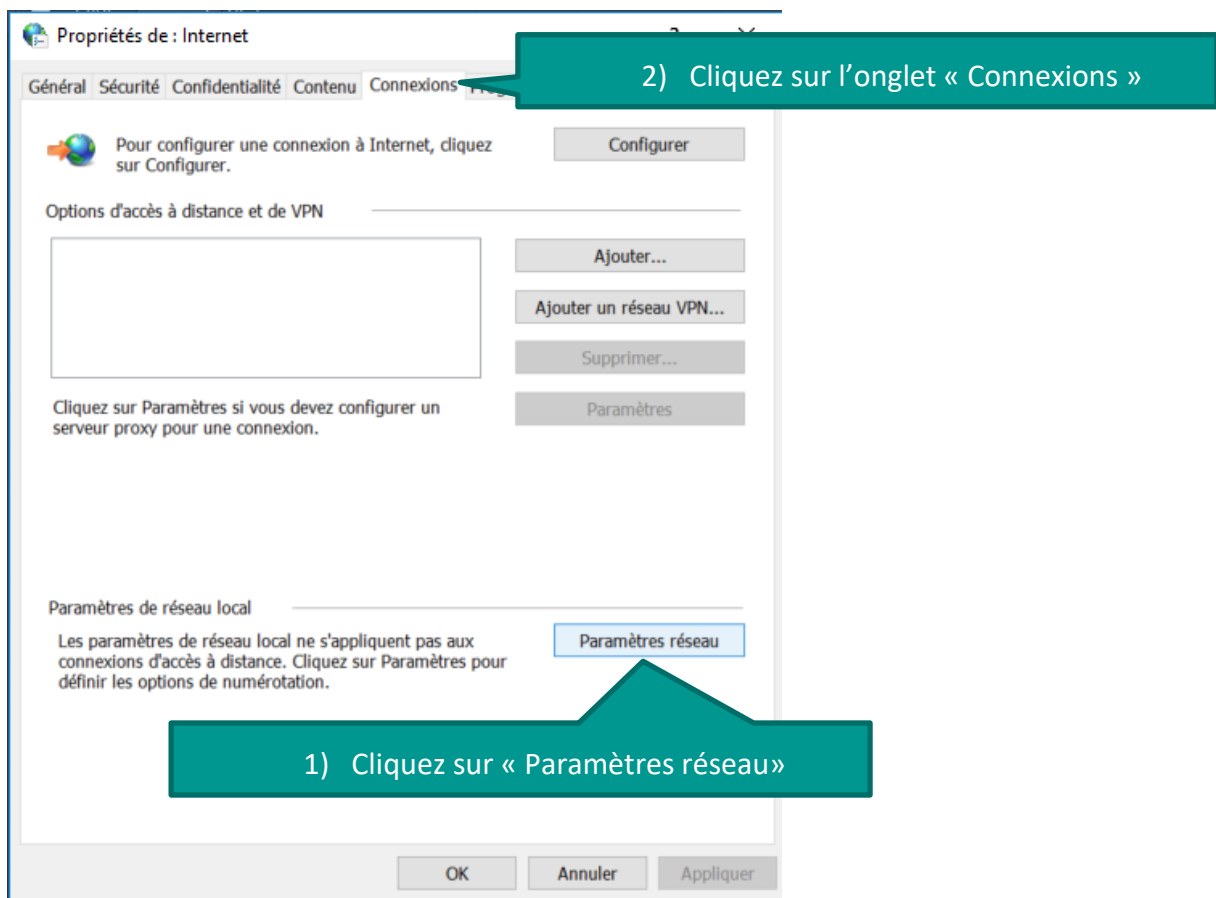 Propriétés de : Internet
2) Cliquez sur l’onglet « Connexions »
Général Sécurité Confidentialité Contenu Connexions
Pour configurer une connexion à Internet, cliquez
sur Configurer.
Configurer
Options d'accès à distance et de VPN
Ajouter...
Ajouter un réseau VPN...
Supprimer...
Cliquez sur Paramètres si vous devez configurer un
serveur proxy pour une connexion.
Paramètres
Paramètres de réseau local
Les paramètres de réseau local ne s'appliquent pas aux
connexions d'accès à distance. Cliquez sur Paramètres pour
définir les options de numérotation.
Paramètres réseau
1) Cliquez sur « Paramètres réseau»
OK Annuler Appliquer